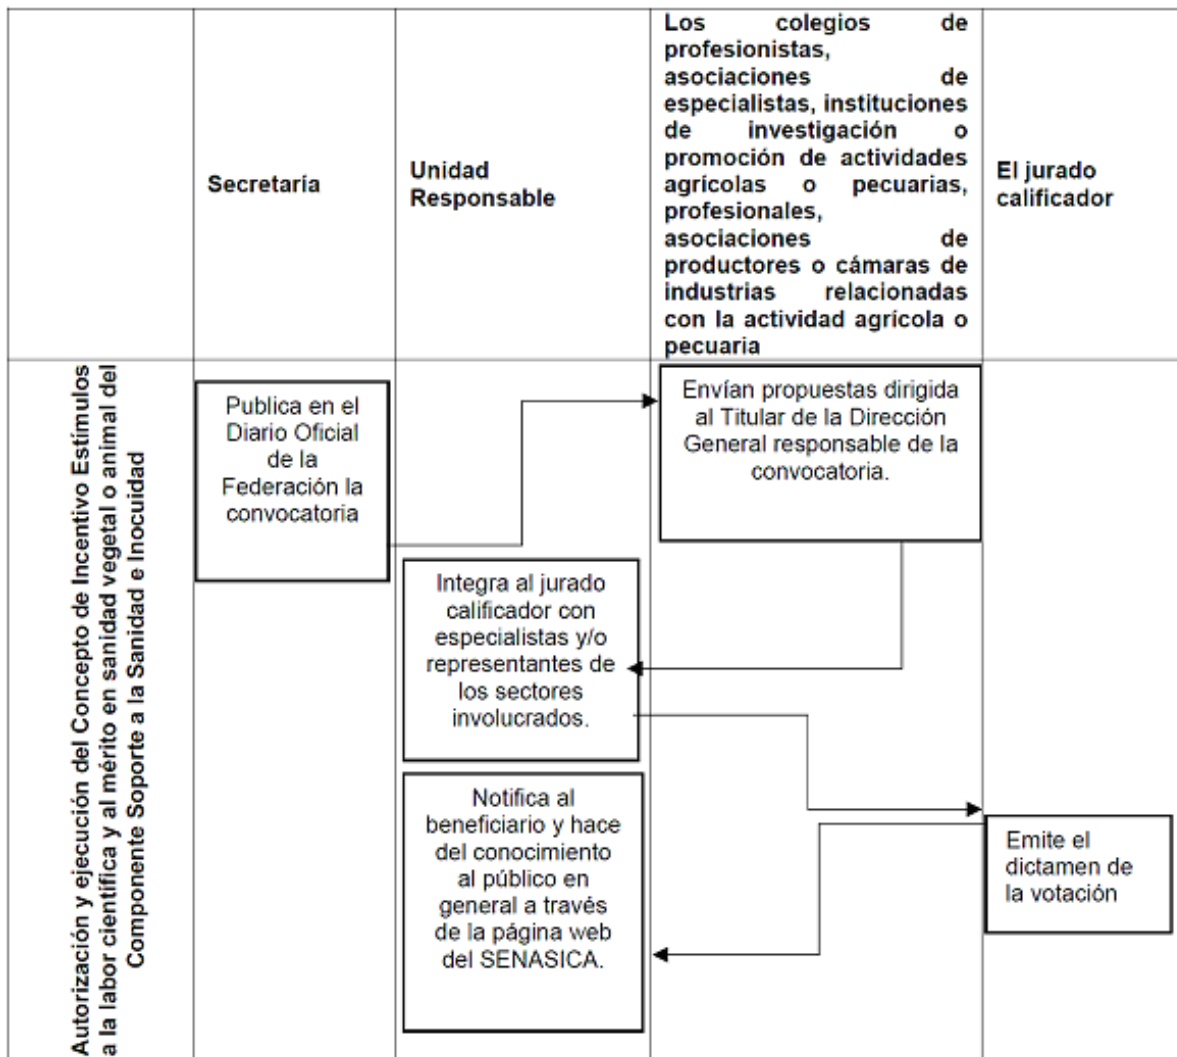 Secretaría
Unidad
Responsable
Los colegios de
profesionistas,
asociaciones de
especialistas, instituciones
de investigación o
promoción de actividades
agrícolas o pecuarias,
profesionales,
asociaciones de
productores o cámaras de
industrias relacionadas
con la actividad agrícola o
pecuaria
El jurado
calificador
Autorización y ejecución del Concepto de Incentivo Estímulos
a la labor científica y al mérito en sanidad vegetal o animal del
Componente Soporte a la Sanidad e Inocuidad
Publica en el
Diario Oficial
de la
Federación la
convocatoria
Envían propuestas dirigida
al Titular de la Dirección
General responsable de la
convocatoria.
Integra al jurado
calificador con
especialistas y/o
representantes de
los sectores
involucrados.
Emite el
dictamen de
la votación
Notifica al
beneficiario y hace
del conocimiento
al público en
general a través
de la página web
del SENASICA.